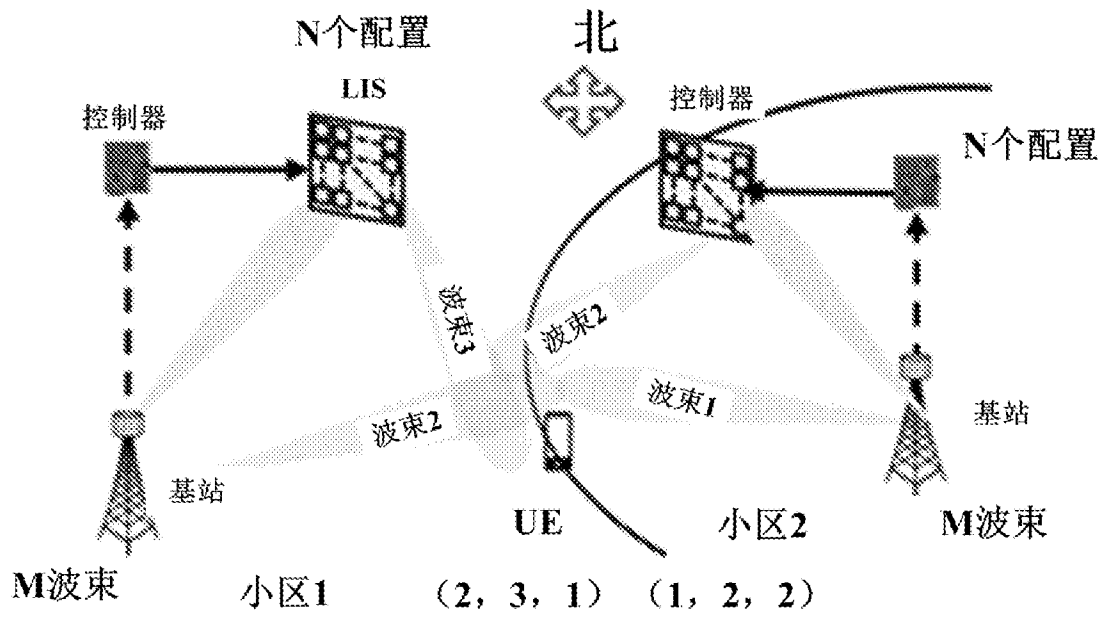 N个配置
北
LIS
控制器
控制器
N个配置
波束3
波束2
波束1
波束2
基站
基站
UE
小区2
M波束
M波束
小区1
（2，3，1）
（1，2，2）